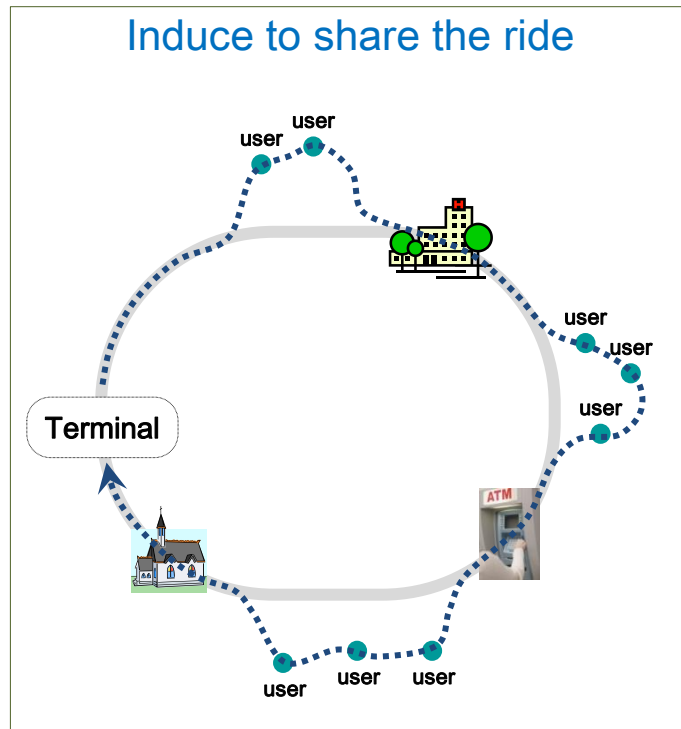 Induce to share the ride
user
user
H
user
user
user
Terminal
ATM
user
user
user